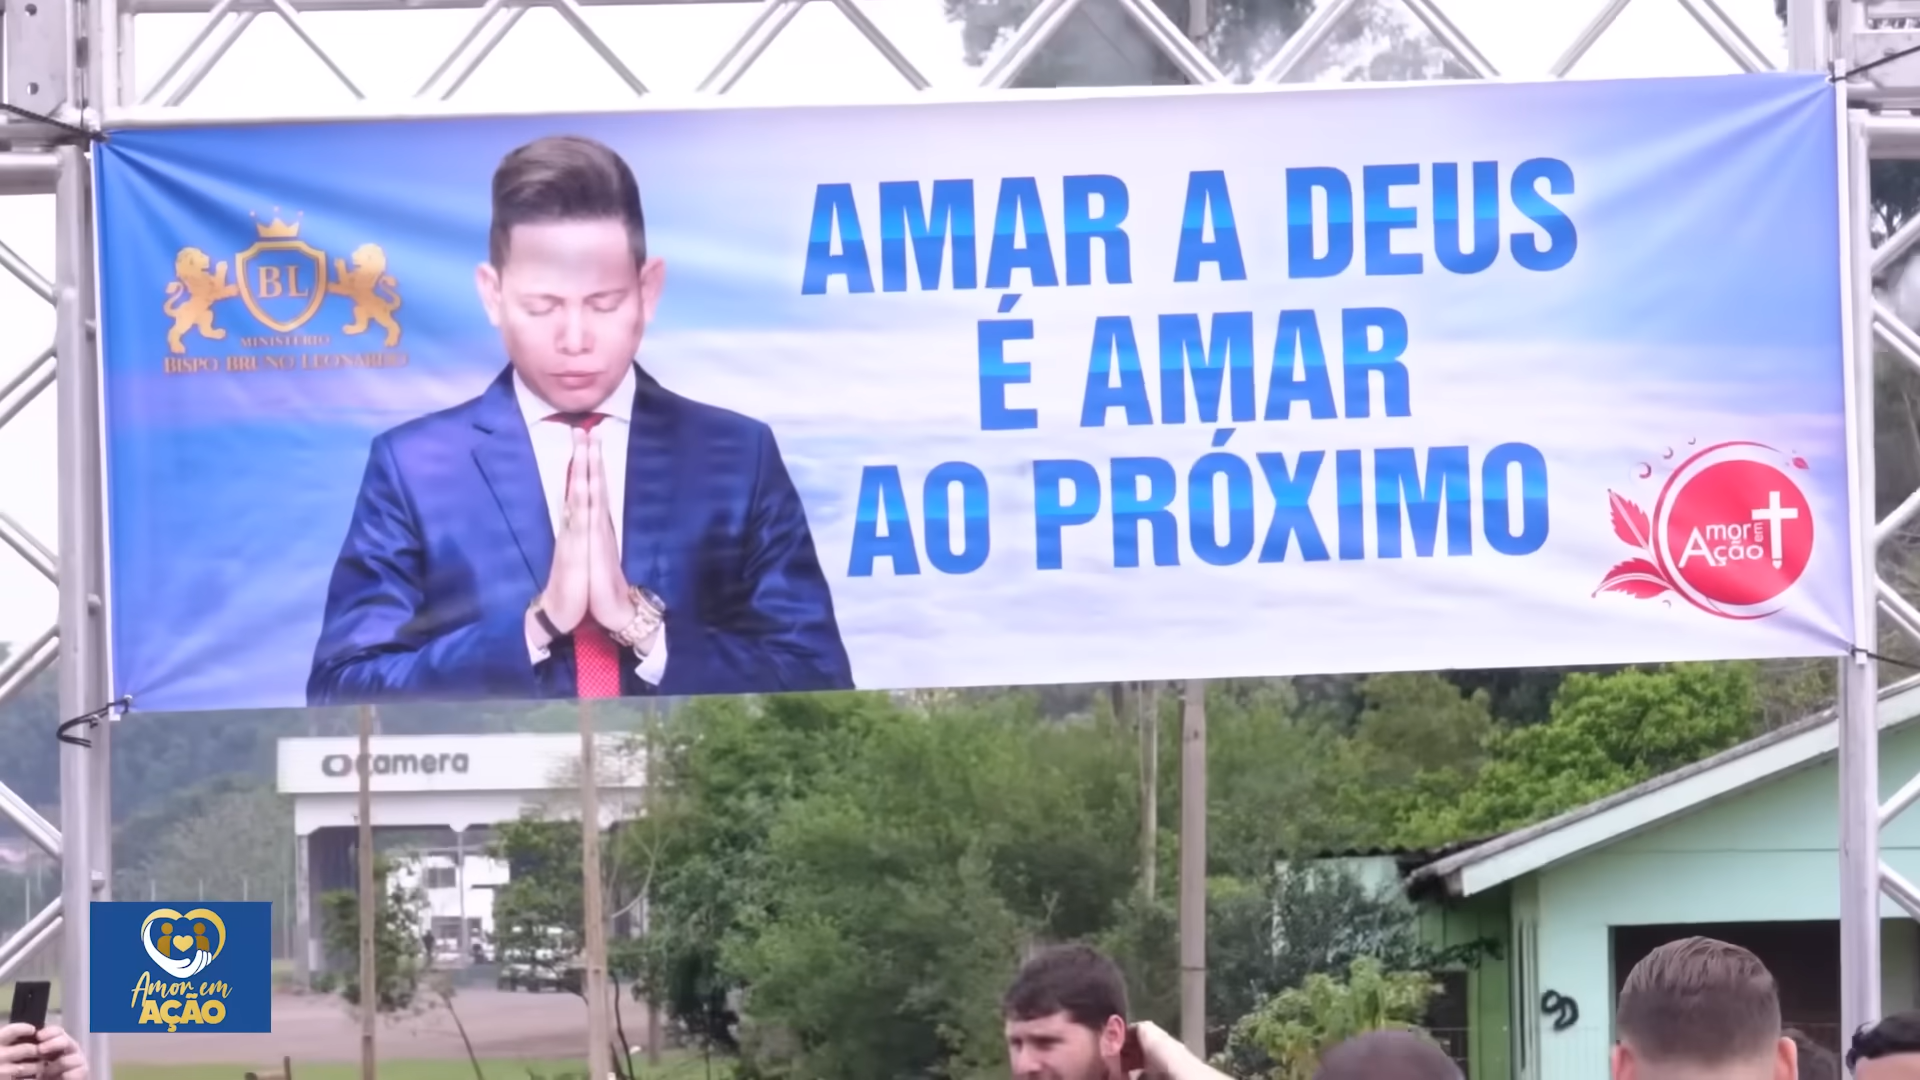 BL
MINISTÉRIO
BISPO BRUNO LEONARDO
AMAR A DEUS
É AMAR
AO PRÓXIMO
Amor em
Ação
camera
Amor em
AÇÃO